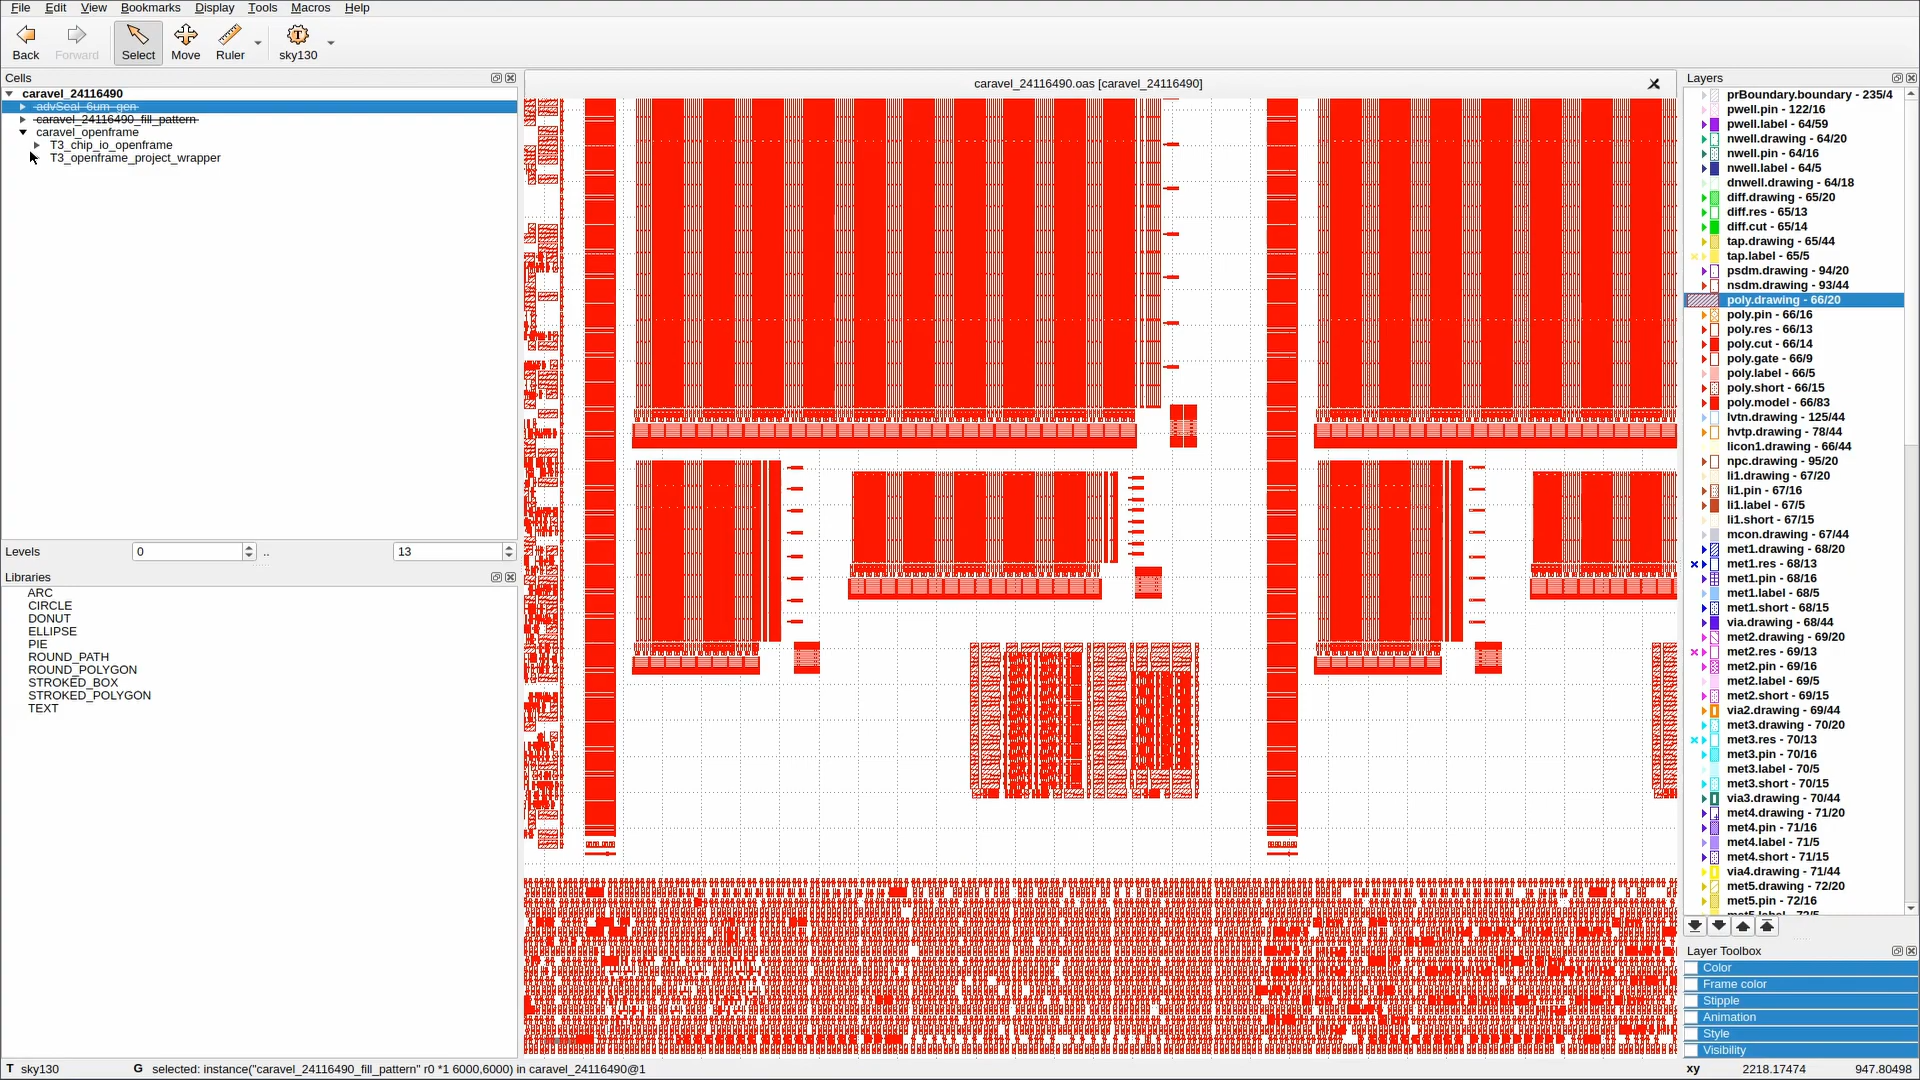 File Edit View Bookmarks Display Tools Macros Help
Back Forward Select Move Ruler sky130
Cells
caravel_24116490
advSeal_6um_gen
caravel_24116490_fill_pattern
caravel_openframe
T3_chip_io_openframe
T3_openframe_project_wrapper
Levels 0 .. 13
Libraries
ARC
CIRCLE
DONUT
ELLIPSE
PIE
ROUND_PATH
ROUND_POLYGON
STROKED_BOX
STROKED_POLYGON
TEXT
caravel_24116490.oas [caravel_24116490]
Layers
prBoundary.boundary - 235/4
pwell.pin - 122/16
pwell.label - 64/59
nwell.drawing - 64/20
nwell.pin - 64/16
nwell.label - 64/5
dnwell.drawing - 64/18
diff.drawing - 65/20
diff.res - 65/13
diff.cut - 65/14
tap.drawing - 65/44
tap.label - 65/5
psdm.drawing - 94/20
nsdm.drawing - 93/44
poly.drawing - 66/20
poly.pin - 66/16
poly.res - 66/13
poly.cut - 66/14
poly.gate - 66/9
poly.label - 66/5
poly.short - 66/15
poly.model - 66/83
lvtn.drawing - 125/44
hvtp.drawing - 78/44
licon1.drawing - 66/44
npc.drawing - 95/20
li1.drawing - 67/20
li1.pin - 67/16
li1.label - 67/5
li1.short - 67/15
mcon.drawing - 67/44
met1.drawing - 68/20
met1.res - 68/13
met1.pin - 68/16
met1.label - 68/5
met1.short - 68/15
via.drawing - 68/44
met2.drawing - 69/20
met2.res - 69/13
met2.pin - 69/16
met2.label - 69/5
met2.short - 69/15
via2.drawing - 69/44
met3.drawing - 70/20
met3.res - 70/13
met3.pin - 70/16
met3.label - 70/5
met3.short - 70/15
via3.drawing - 70/44
met4.drawing - 71/20
met4.pin - 71/16
met4.label - 71/5
met4.short - 71/15
via4.drawing - 71/44
met5.drawing - 72/20
met5.pin - 72/16
met5.label - 72/5
Layer Toolbox
Color
Frame color
Stipple
Animation
Style
Visibility
T sky130 G selected: instance("caravel_24116490_fill_pattern" r0 *1 6000,6000) in caravel_24116490@1 xy 2218.17474 947.80498